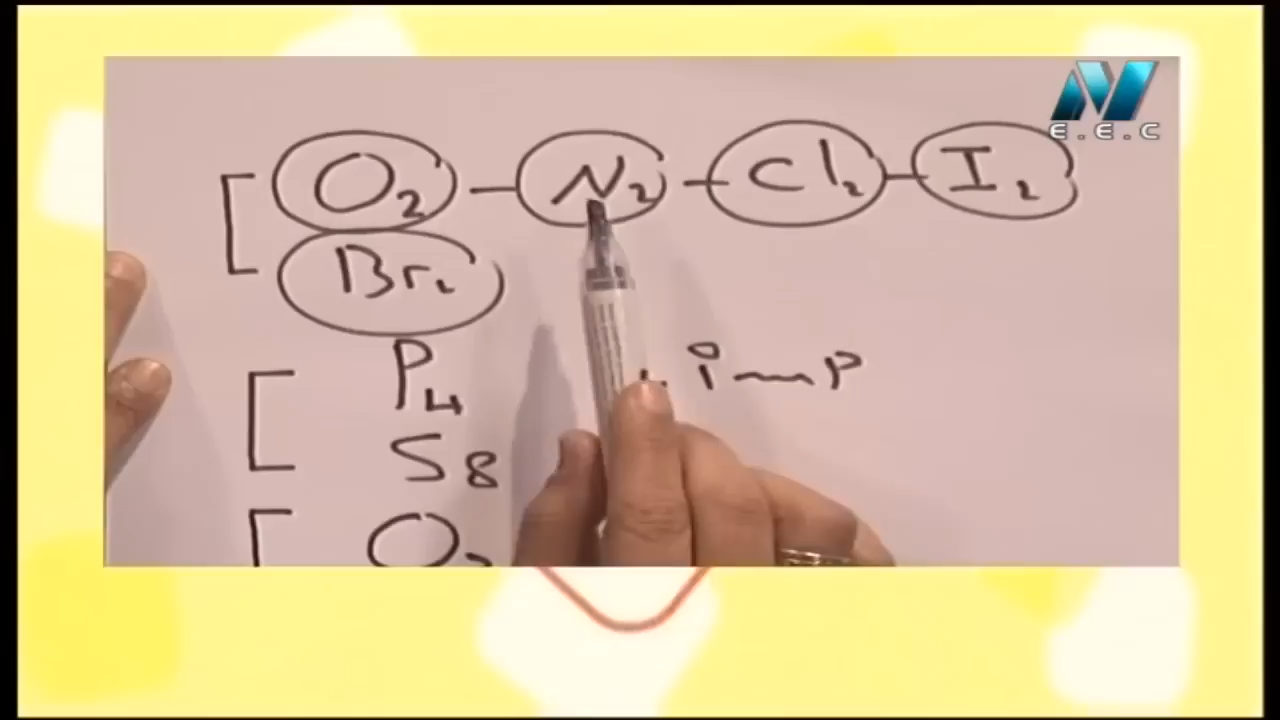 E.E.C
O₂ – N₂ – Cl₂ – I₂
Br₂
P₄
imp
S₈
O